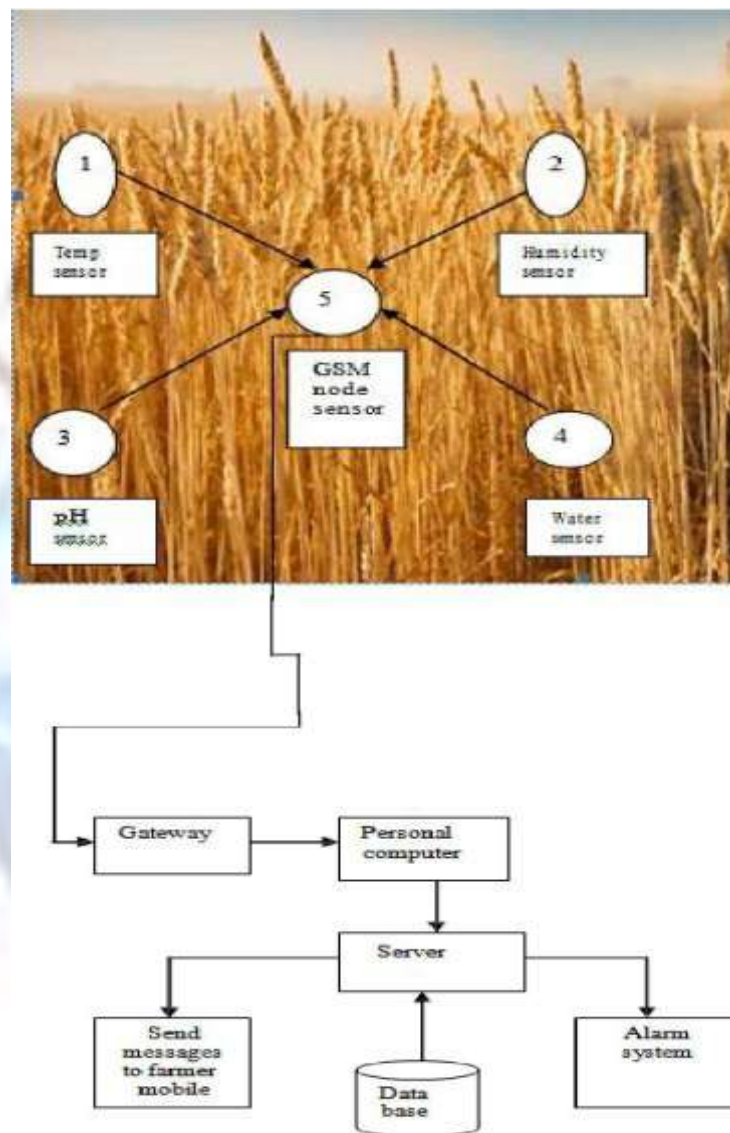 1
2
Temp
sensor
Humidity
sensor
5
GSM
node
sensor
3
4
pH
sensor
Water
sensor
Gateway
Personal
computer
Server
Send
messages
to farmer
mobile
Alarm
system
Data
base